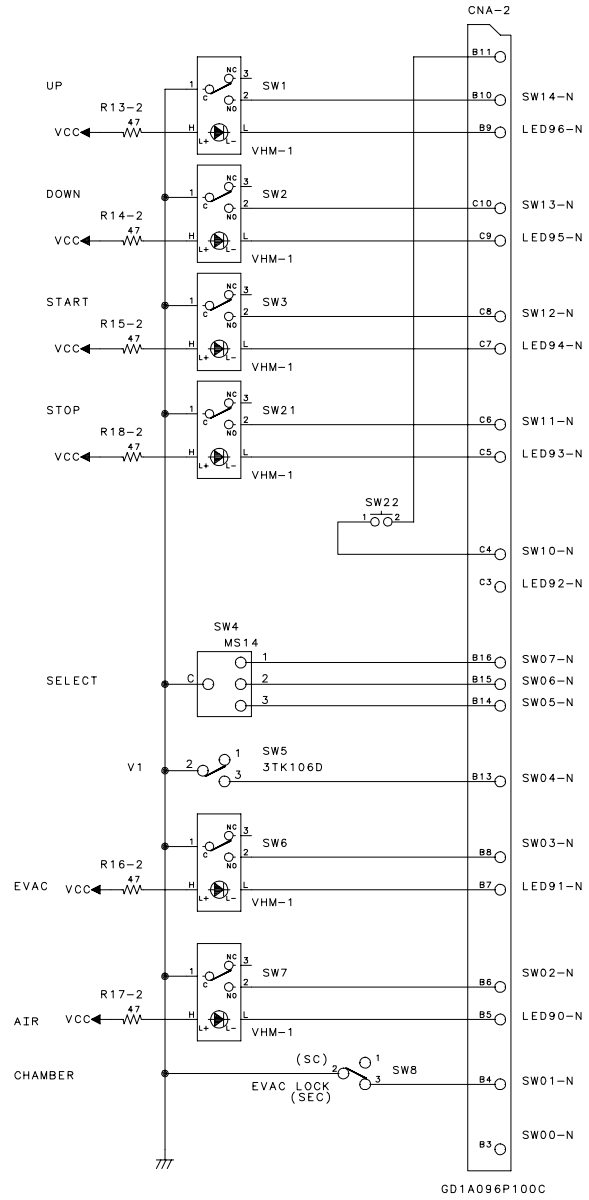 CNA-2
B11
UP 1 NC 3 SW1
C 2 NO B10 SW14-N
R13-2
47
VCC H L+ L- L B9 LED96-N
VHM-1
DOWN 1 NC 3 SW2
C 2 NO C10 SW13-N
R14-2
47
VCC H L+ L- L C9 LED95-N
VHM-1
START 1 NC 3 SW3
C 2 NO C8 SW12-N
R15-2
47
VCC H L+ L- L C7 LED94-N
VHM-1
STOP 1 NC 3 SW21
C 2 NO C6 SW11-N
R18-2
47
VCC H L+ L- L C5 LED93-N
VHM-1
SW22
1 2
C4 SW10-N
C3 LED92-N
SW4
MS14
1 B16 SW07-N
SELECT C 2 B15 SW06-N
3 B14 SW05-N
V1 2 1 SW5
3TK106D
3 B13 SW04-N
1 NC 3 SW6 SW03-N
C 2 NO B8
R16-2
47
EVAC VCC H L+ L- L B7 LED91-N
VHM-1
1 NC 3 SW7 SW02-N
C 2 NO B6
R17-2
47
AIR VCC H L+ L- L B5 LED90-N
VHM-1
CHAMBER (SC) 2 1 SW8
EVAC LOCK 3 B4 SW01-N
(SEC)
SW00-N
B3
GD1A096P100C